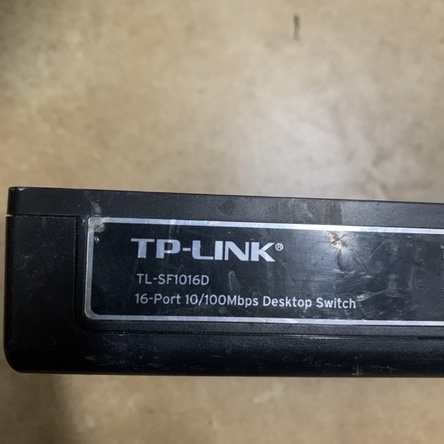 TP-LINK®
TL-SF1016D
16-Port 10/100Mbps Desktop Switch